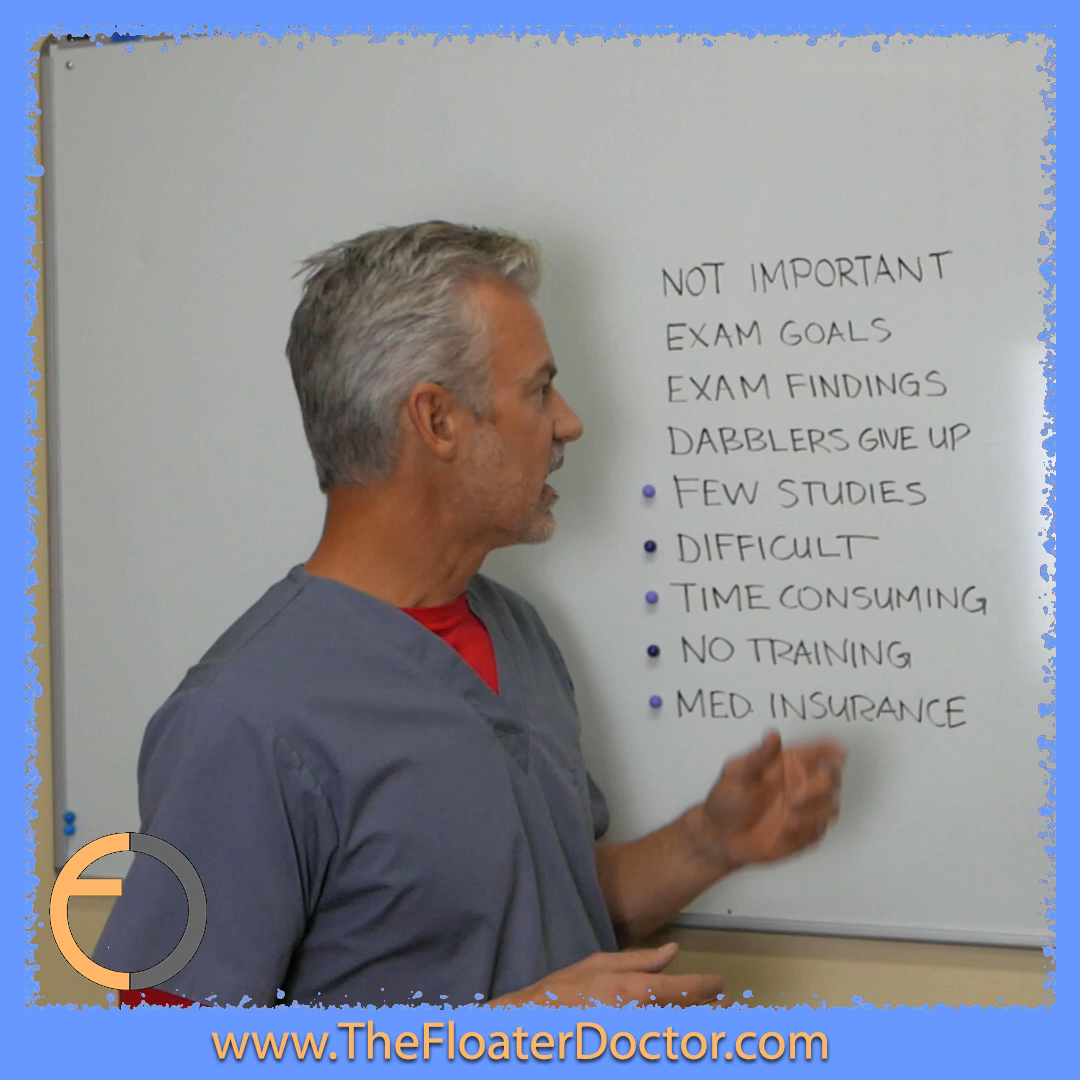 NOT IMPORTANT
EXAM GOALS
EXAM FINDINGS
DABBLERS GIVE UP
FEW STUDIES
DIFFICULT
TIME CONSUMING
NO TRAINING
MED. INSURANCE
www.TheFloaterDoctor.com